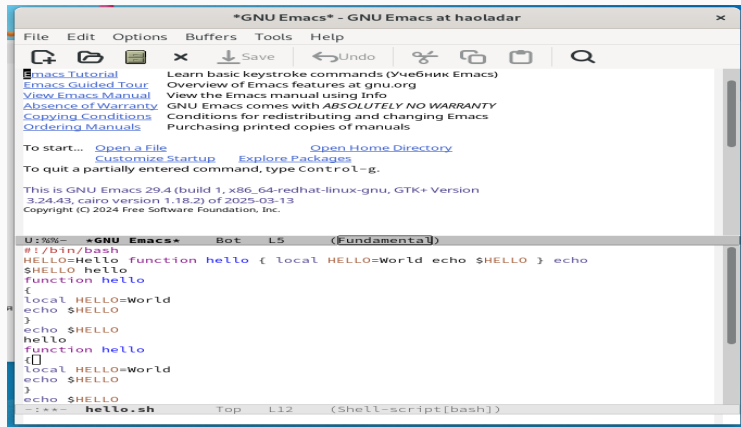 *GNU Emacs* - GNU Emacs at haoladar
File Edit Options Buffers Tools Help
Save Undo
Emacs Tutorial Learn basic keystroke commands (Учебник Emacs)
Emacs Guided Tour Overview of Emacs features at gnu.org
View Emacs Manual View the Emacs manual using Info
Absence of Warranty GNU Emacs comes with ABSOLUTELY NO WARRANTY
Copying Conditions Conditions for redistributing and changing Emacs
Ordering Manuals Purchasing printed copies of manuals
To start... Open a File Open Home Directory
Customize Startup Explore Packages
To quit a partially entered command, type Control-g.
This is GNU Emacs 29.4 (build 1, x86_64-redhat-linux-gnu, GTK+ Version
3.24.43, cairo version 1.18.2) of 2025-03-13
Copyright (C) 2024 Free Software Foundation, Inc.
U:%%- *GNU Emacs* Bot L5 (Fundamental)
#!/bin/bash
HELLO=Hello function hello { local HELLO=World echo $HELLO } echo
$HELLO hello
function hello
{
local HELLO=World
echo $HELLO
}
echo $HELLO
hello
function hello
{
local HELLO=World
echo $HELLO
}
echo $HELLO
-:**- hello.sh Top L12 (Shell-script[bash])